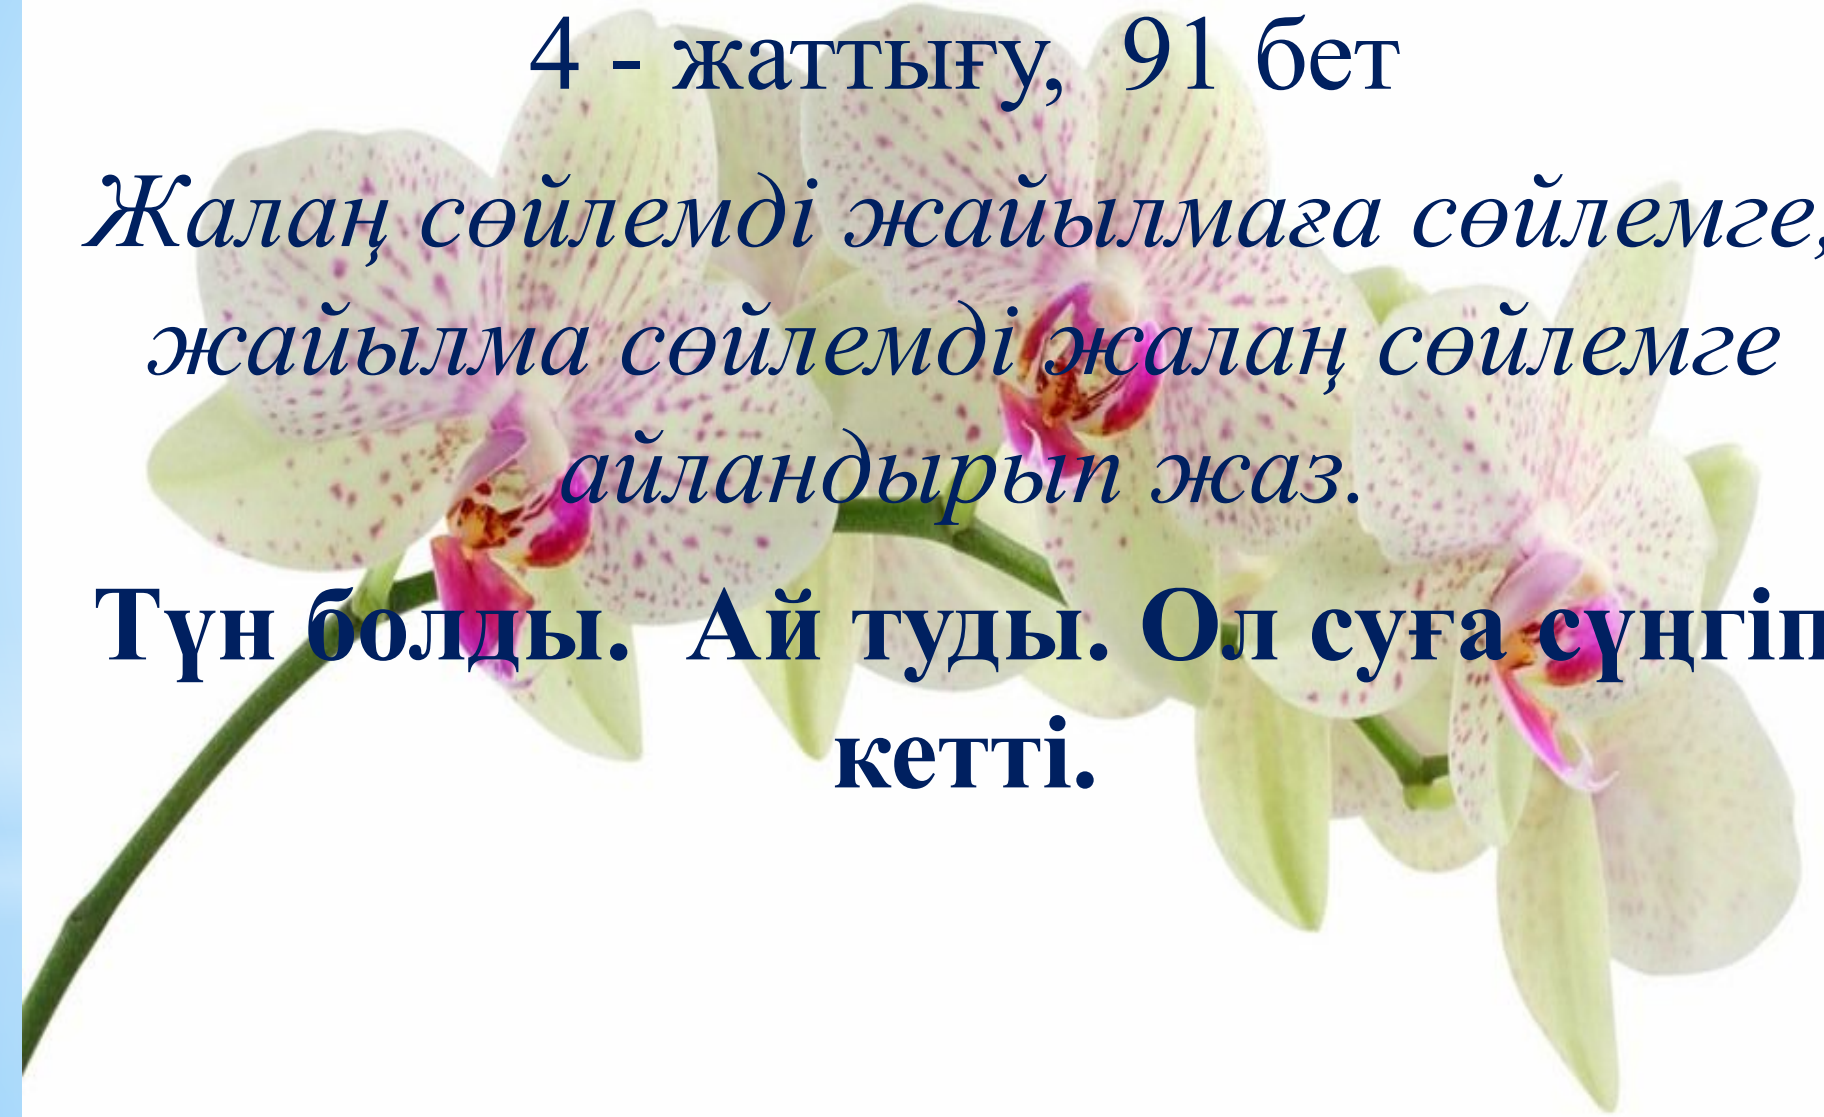 4 - жаттығу, 91 бет
Жалаң сөйлемді жайылмаға сөйлемге,
жайылма сөйлемді жалаң сөйлемге
айландырып жаз.
Түн болды. Ай туды. Ол суға сүңгіп
кетті.